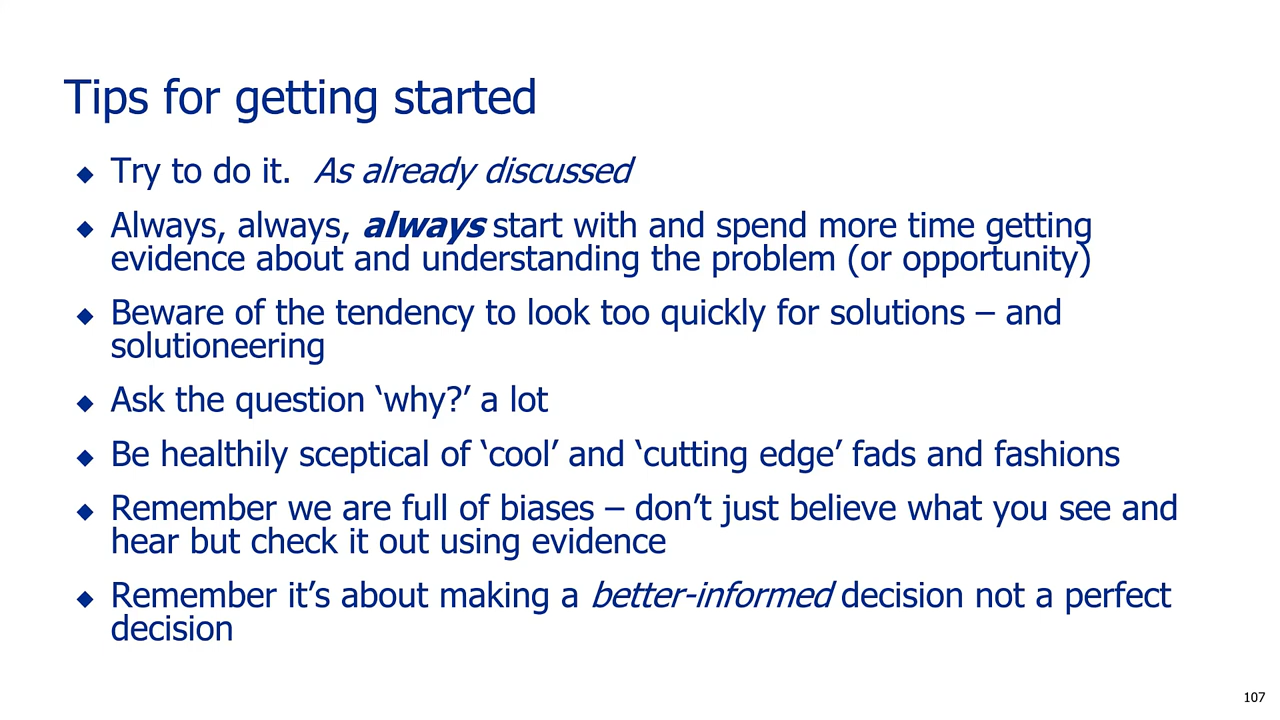 Tips for getting started
◆ Try to do it.  As already discussed
◆ Always, always, always start with and spend more time getting
evidence about and understanding the problem (or opportunity)
◆ Beware of the tendency to look too quickly for solutions – and
solutioneering
◆ Ask the question ‘why?’ a lot
◆ Be healthily sceptical of ‘cool’ and ‘cutting edge’ fads and fashions
◆ Remember we are full of biases – don’t just believe what you see and
hear but check it out using evidence
◆ Remember it’s about making a better-informed decision not a perfect
decision
107